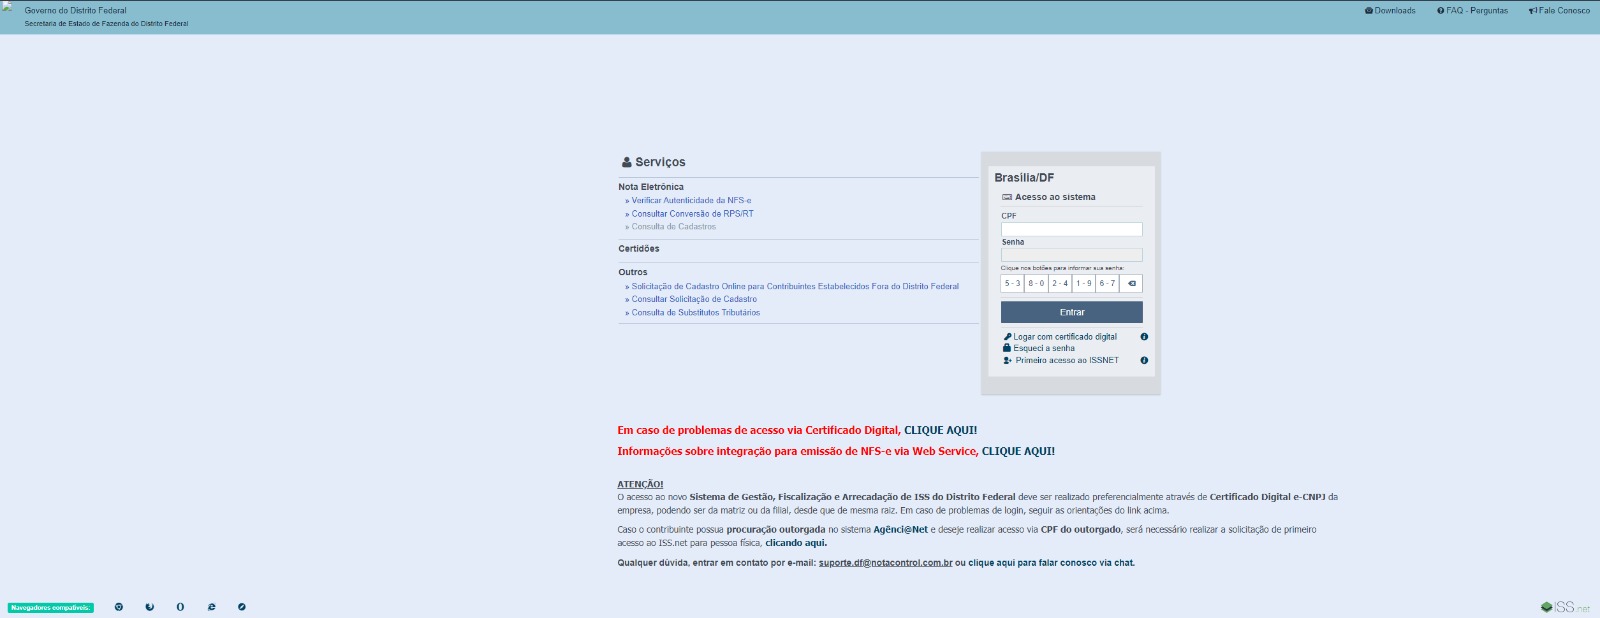 Governo do Distrito Federal
Secretaria de Estado de Fazenda do Distrito Federal
Downloads
FAQ - Perguntas
Fale Conosco
Serviços
Nota Eletrônica
» Verificar Autenticidade da NFS-e
» Consultar Conversão de RPS/RT
» Consulta de Cadastros
Certidões
Outros
» Solicitação de Cadastro Online para Contribuintes Estabelecidos Fora do Distrito Federal
» Consultar Solicitação de Cadastro
» Consulta de Substitutos Tributários
Brasília/DF
Acesso ao sistema
CPF
Senha
Clique nos botões para informar sua senha:
5 - 3 8 - 0 2 - 4 1 - 9 6 - 7
Entrar
Logar com certificado digital
Esqueci a senha
Primeiro acesso ao ISSNET
Em caso de problemas de acesso via Certificado Digital, CLIQUE AQUI!
Informações sobre integração para emissão de NFS-e via Web Service, CLIQUE AQUI!
ATENÇÃO!
O acesso ao novo Sistema de Gestão, Fiscalização e Arrecadação de ISS do Distrito Federal deve ser realizado preferencialmente através de Certificado Digital e-CNPJ da
empresa, podendo ser da matriz ou da filial, desde que de mesma raiz. Em caso de problemas de login, seguir as orientações do link acima.
Caso o contribuinte possua procuração outorgada no sistema Agênci@Net e deseje realizar acesso via CPF do outorgado, será necessário realizar a solicitação de primeiro
acesso ao ISS.net para pessoa física, clicando aqui.
Qualquer dúvida, entrar em contato por e-mail: suporte.df@notacontrol.com.br ou clique aqui para falar conosco via chat.
Navegadores compatíveis:
ISS.net